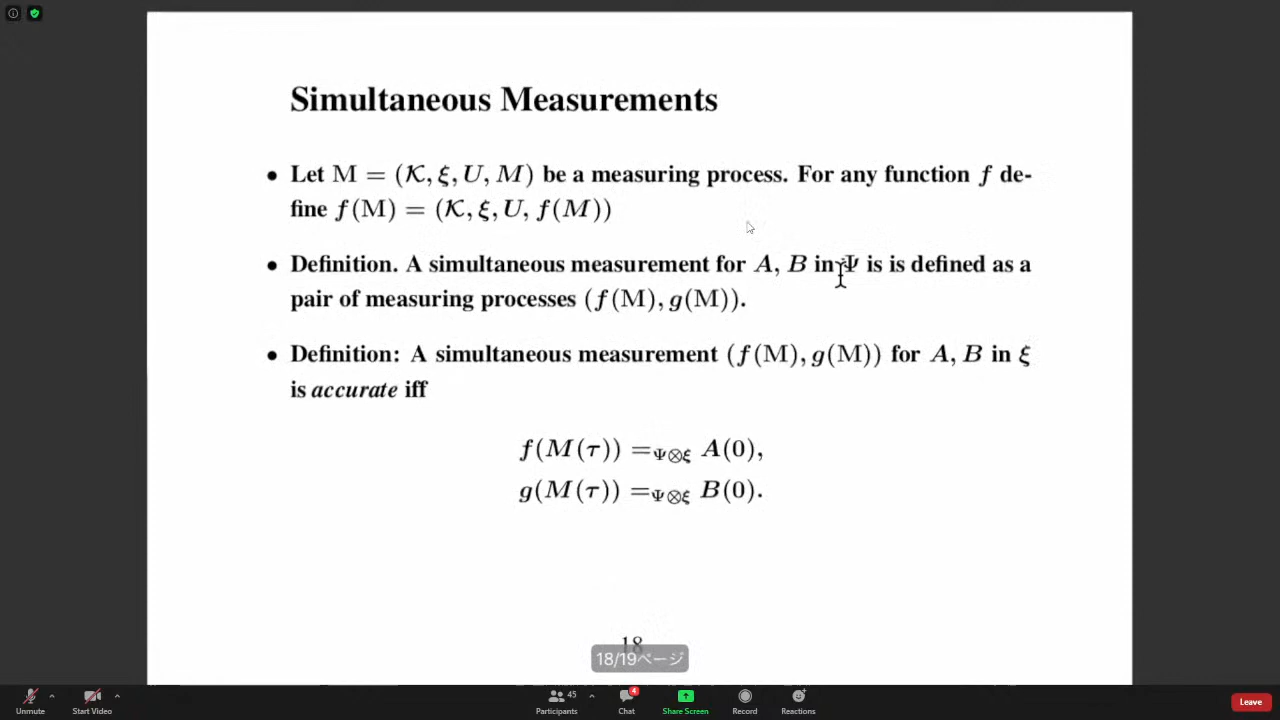 Simultaneous Measurements
• Let M = (𝒦, ξ, U, M) be a measuring process. For any function f de-
fine f(M) = (𝒦, ξ, U, f(M))
• Definition. A simultaneous measurement for A, B in Ψ is is defined as a
pair of measuring processes (f(M), g(M)).
• Definition: A simultaneous measurement (f(M), g(M)) for A, B in ξ
is accurate iff
f(M(τ)) =_{Ψ⊗ξ} A(0),
g(M(τ)) =_{Ψ⊗ξ} B(0).
18
18/19ページ
Unmute
Start Video
45
Participants
4
Chat
Share Screen
Record
Reactions
Leave